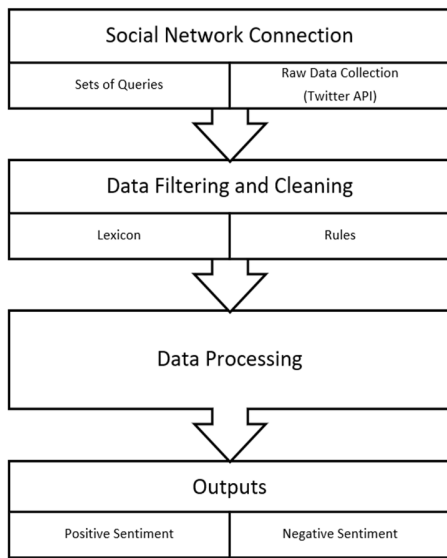 Social Network Connection
Sets of Queries
Raw Data Collection
(Twitter API)
Data Filtering and Cleaning
Lexicon
Rules
Data Processing
Outputs
Positive Sentiment
Negative Sentiment